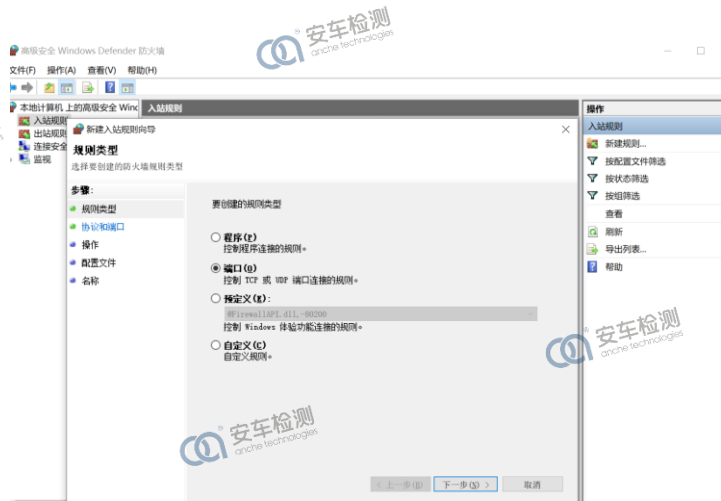 安车检测
anche technologies
高级安全 Windows Defender 防火墙
文件(F) 操作(A) 查看(V) 帮助(H)
本地计算机上的高级安全 Wind
入站规则
操作
入站规则
出站规则
连接安全
监视
新建入站规则向导
规则类型
选择要创建的防火墙规则类型
步骤:
规则类型
协议和端口
操作
配置文件
名称
要创建的规则类型
程序(P)
控制程序连接的规则。
端口(O)
控制 TCP 或 UDP 端口连接的规则。
预定义(E):
@FirewallAPI.dll,-60200
控制 Windows 体验功能连接的规则。
自定义(C)
自定义规则。
< 上一步(B)
下一步(N) >
取消
入站规则
新建规则...
按配置文件筛选
按状态筛选
按组筛选
查看
刷新
导出列表...
帮助
安车检测
anche technologies
安车检测
anche technologies